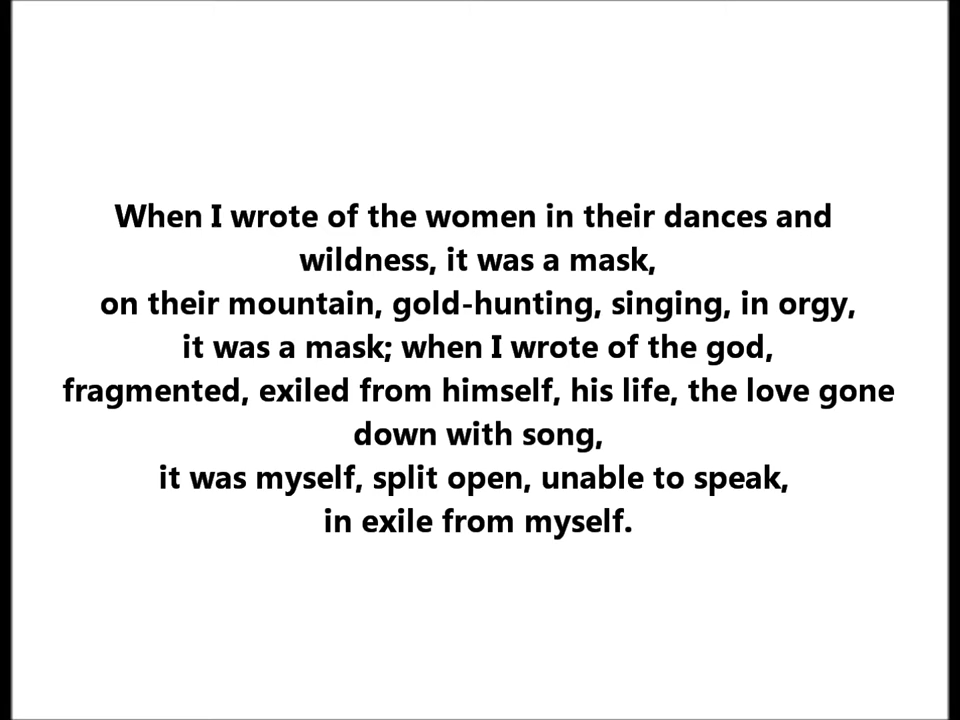 When I wrote of the women in their dances and
wildness, it was a mask,
on their mountain, gold-hunting, singing, in orgy,
it was a mask; when I wrote of the god,
fragmented, exiled from himself, his life, the love gone
down with song,
it was myself, split open, unable to speak,
in exile from myself.